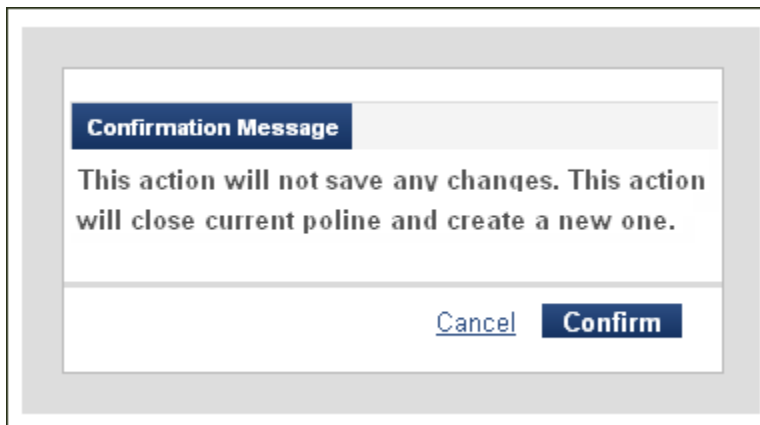 Confirmation Message
This action will not save any changes. This action
will close current poline and create a new one.
Cancel Confirm